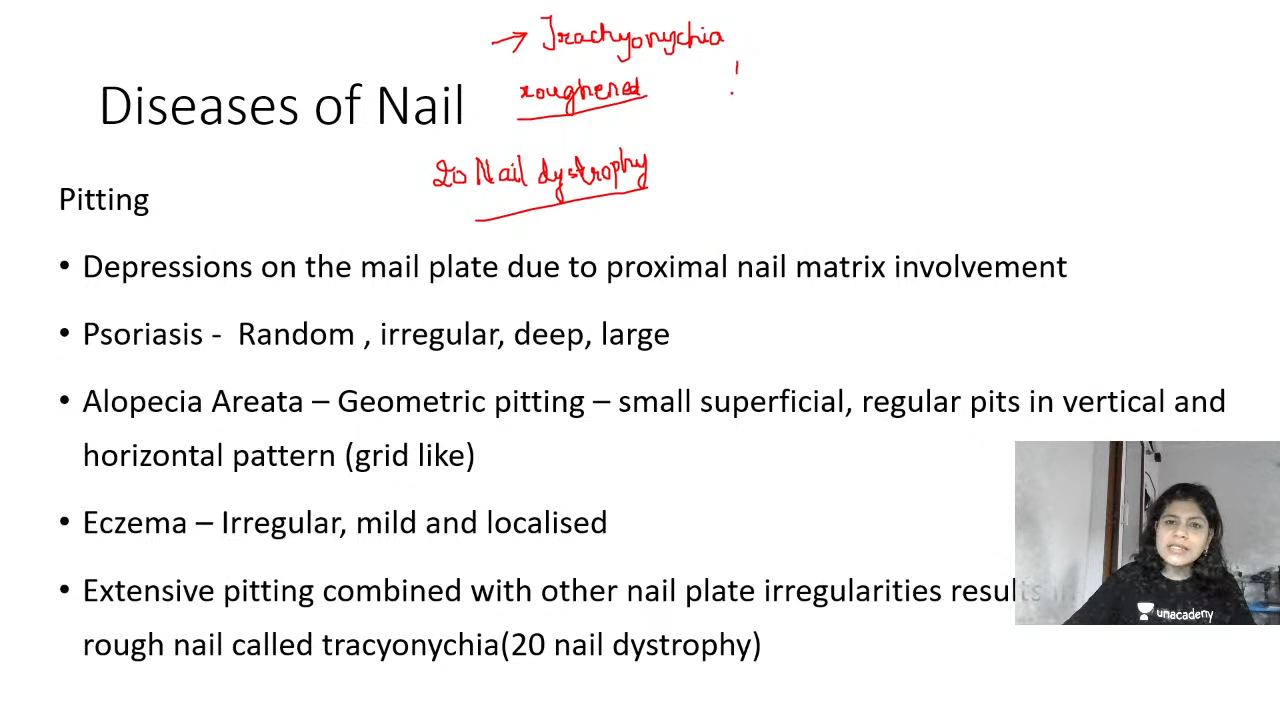 → Trachyonychia
roughened !
Diseases of Nail
20 Nail dystrophy
Pitting
• Depressions on the mail plate due to proximal nail matrix involvement
• Psoriasis - Random , irregular, deep, large
• Alopecia Areata – Geometric pitting – small superficial, regular pits in vertical and
horizontal pattern (grid like)
• Eczema – Irregular, mild and localised
• Extensive pitting combined with other nail plate irregularities results in
rough nail called tracyonychia(20 nail dystrophy)
unacademy